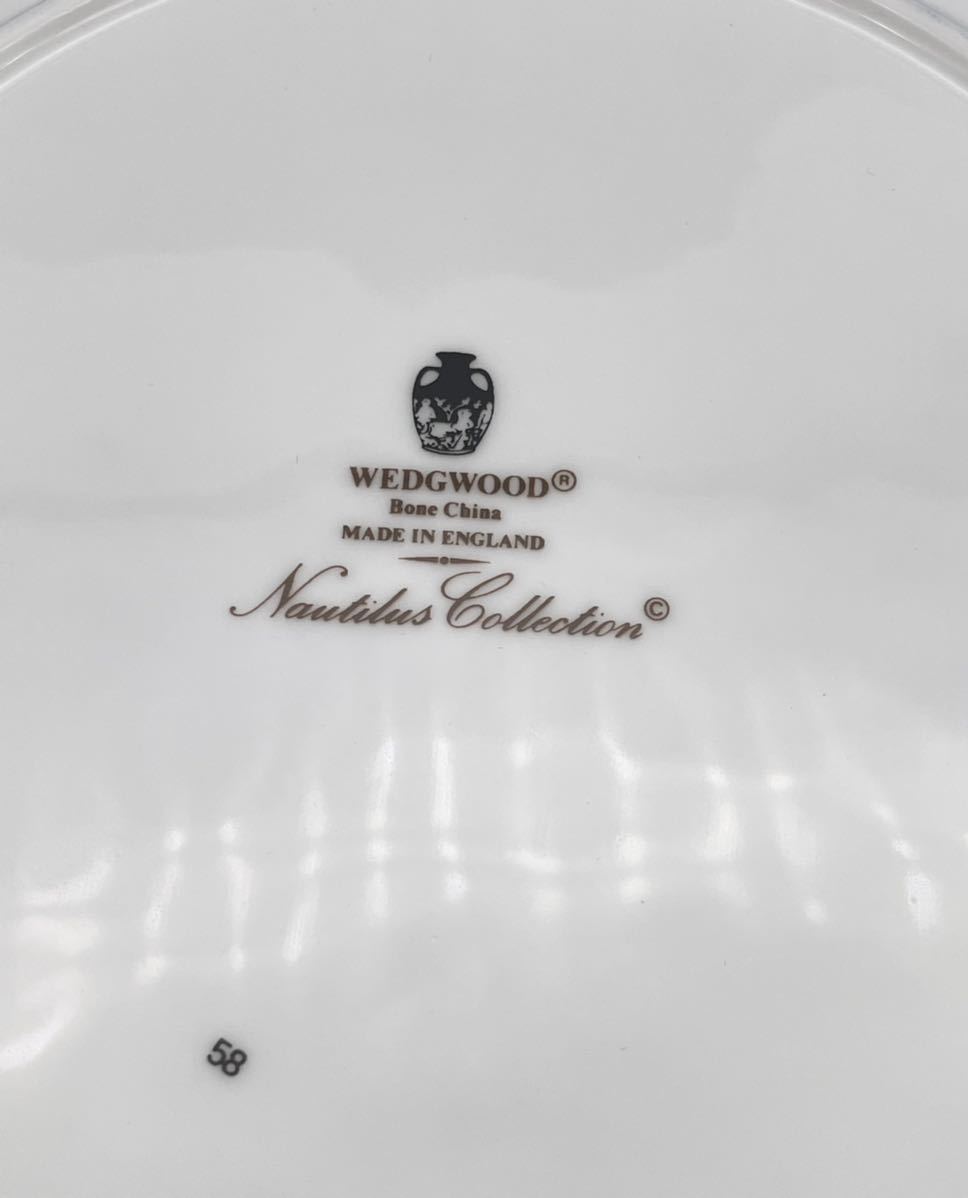 WEDGWOOD®
Bone China
MADE IN ENGLAND
Nautilus Collection©
58